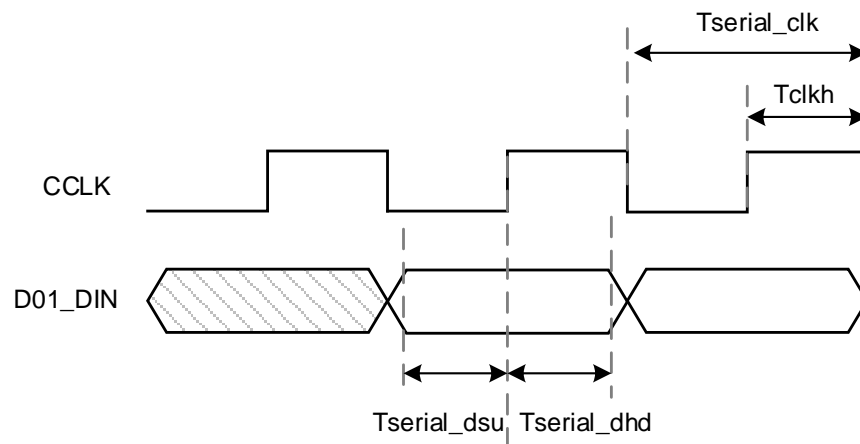 Tserial_clk
Tclkh
CCLK
D01_DIN
Tserial_dsu
Tserial_dhd